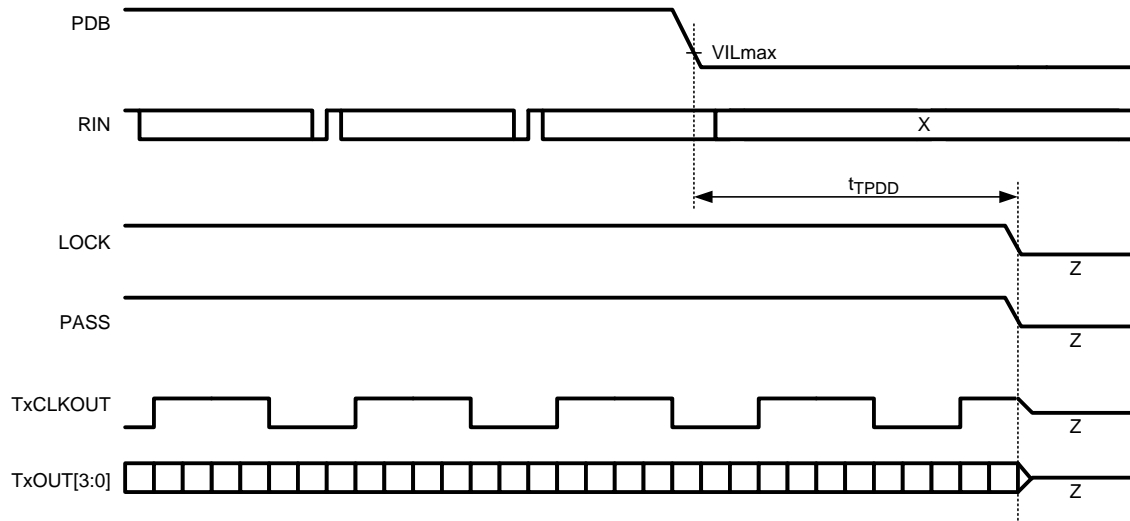 PDB
VILmax
RIN
X
tTPDD
LOCK
Z
PASS
Z
TxCLKOUT
Z
TxOUT[3:0]
Z